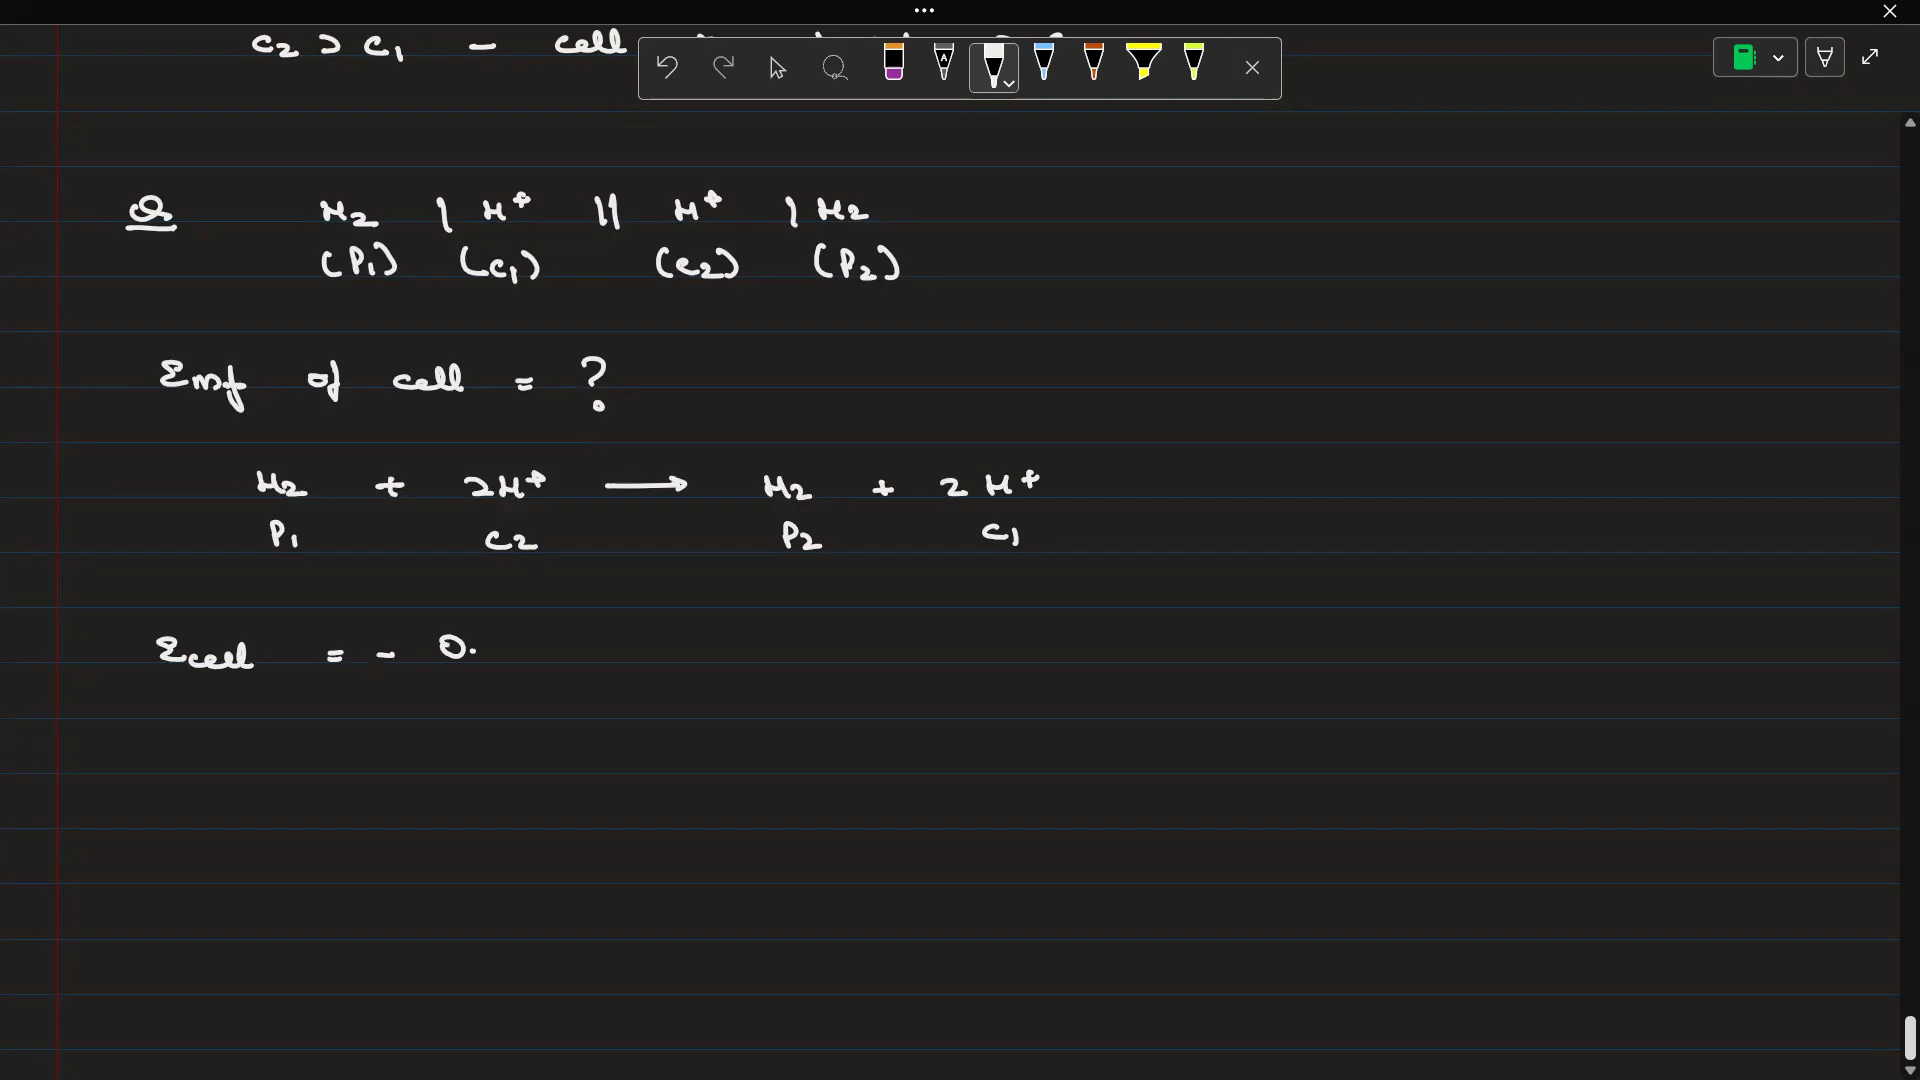 c₂ > c₁ - cell
Q H₂ | H⁺ || H⁺ | H₂
(P₁) (c₁) (c₂) (P₂)
Emf of cell = ?
H₂ + 2H⁺ ⟶ H₂ + 2H⁺
P₁ c₂ P₂ c₁
Ecell = - 0.